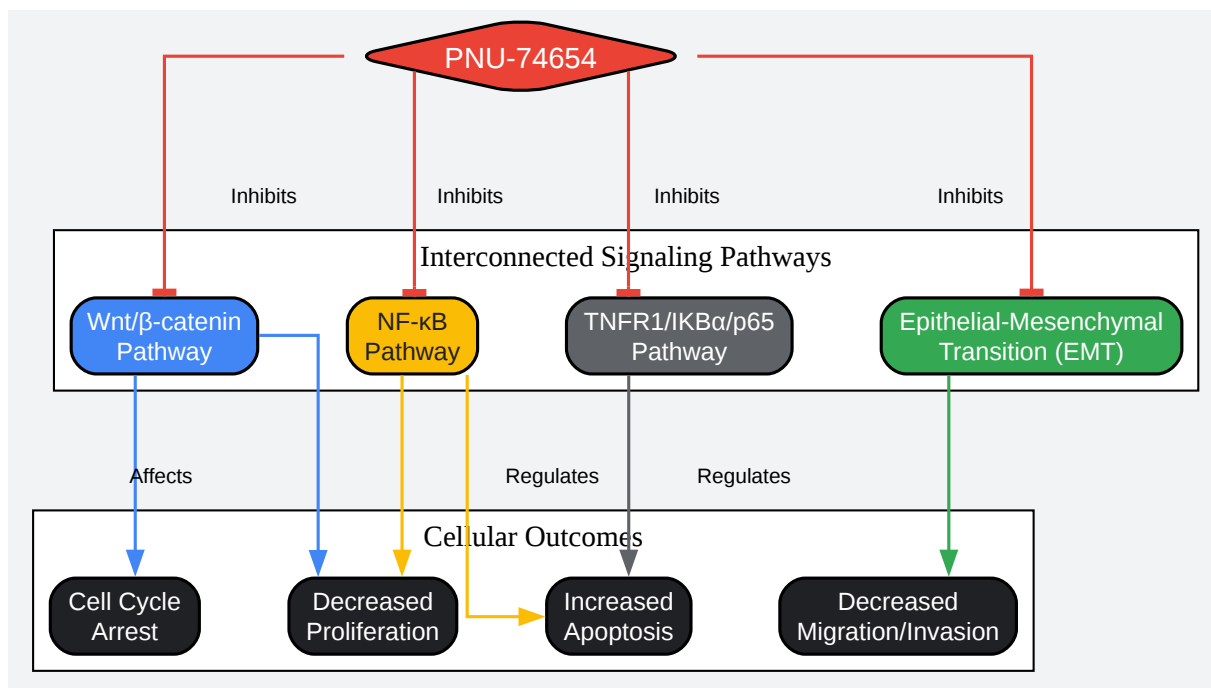 PNU-74654
Inhibits
Inhibits
Inhibits
Inhibits
Interconnected Signaling Pathways
Wnt/β-catenin
Pathway
NF-κB
Pathway
TNFR1/IKBα/p65
Pathway
Epithelial-Mesenchymal
Transition (EMT)
Affects
Regulates
Regulates
Cellular Outcomes
Cell Cycle
Arrest
Decreased
Proliferation
Increased
Apoptosis
Decreased
Migration/Invasion